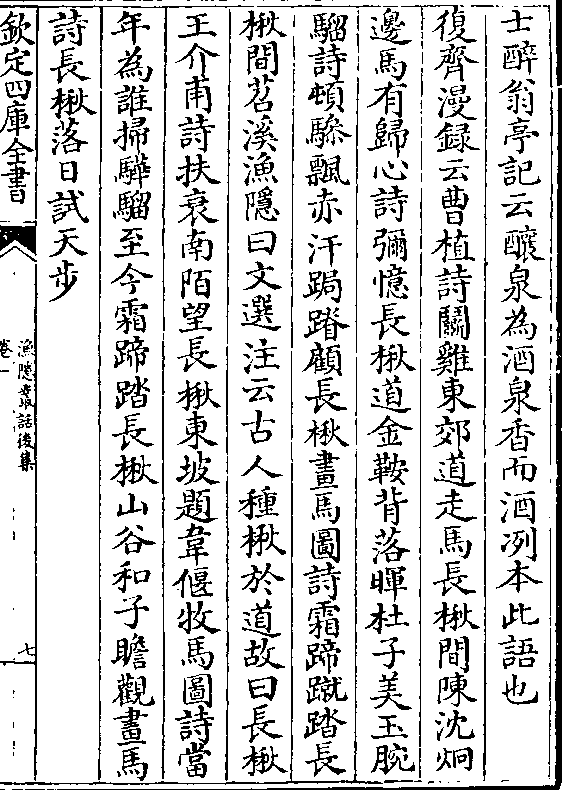 士醉翁亭記云釀泉為酒泉香而酒冽本此語也
復齊漫録云曹植詩鬭雞東郊道走馬長楸間陳沈炯
邊馬有歸心詩彌憶長楸道金鞍背落暉杜子美玉腕
騮詩頓驂飄赤汗跼蹐顧長楸畫馬圖詩霜蹄蹴踏長
楸間苕溪漁隱曰文選注云古人種楸於道故曰長楸
王介甫詩扶衰南陌望長楸東坡題韋偃牧馬圖詩當
年為誰掃驊騮至今霜蹄踏長楸山谷和子瞻觀畫馬
詩長楸落日試天步
欽定四庫全書
漁隱叢話後集
卷一
七